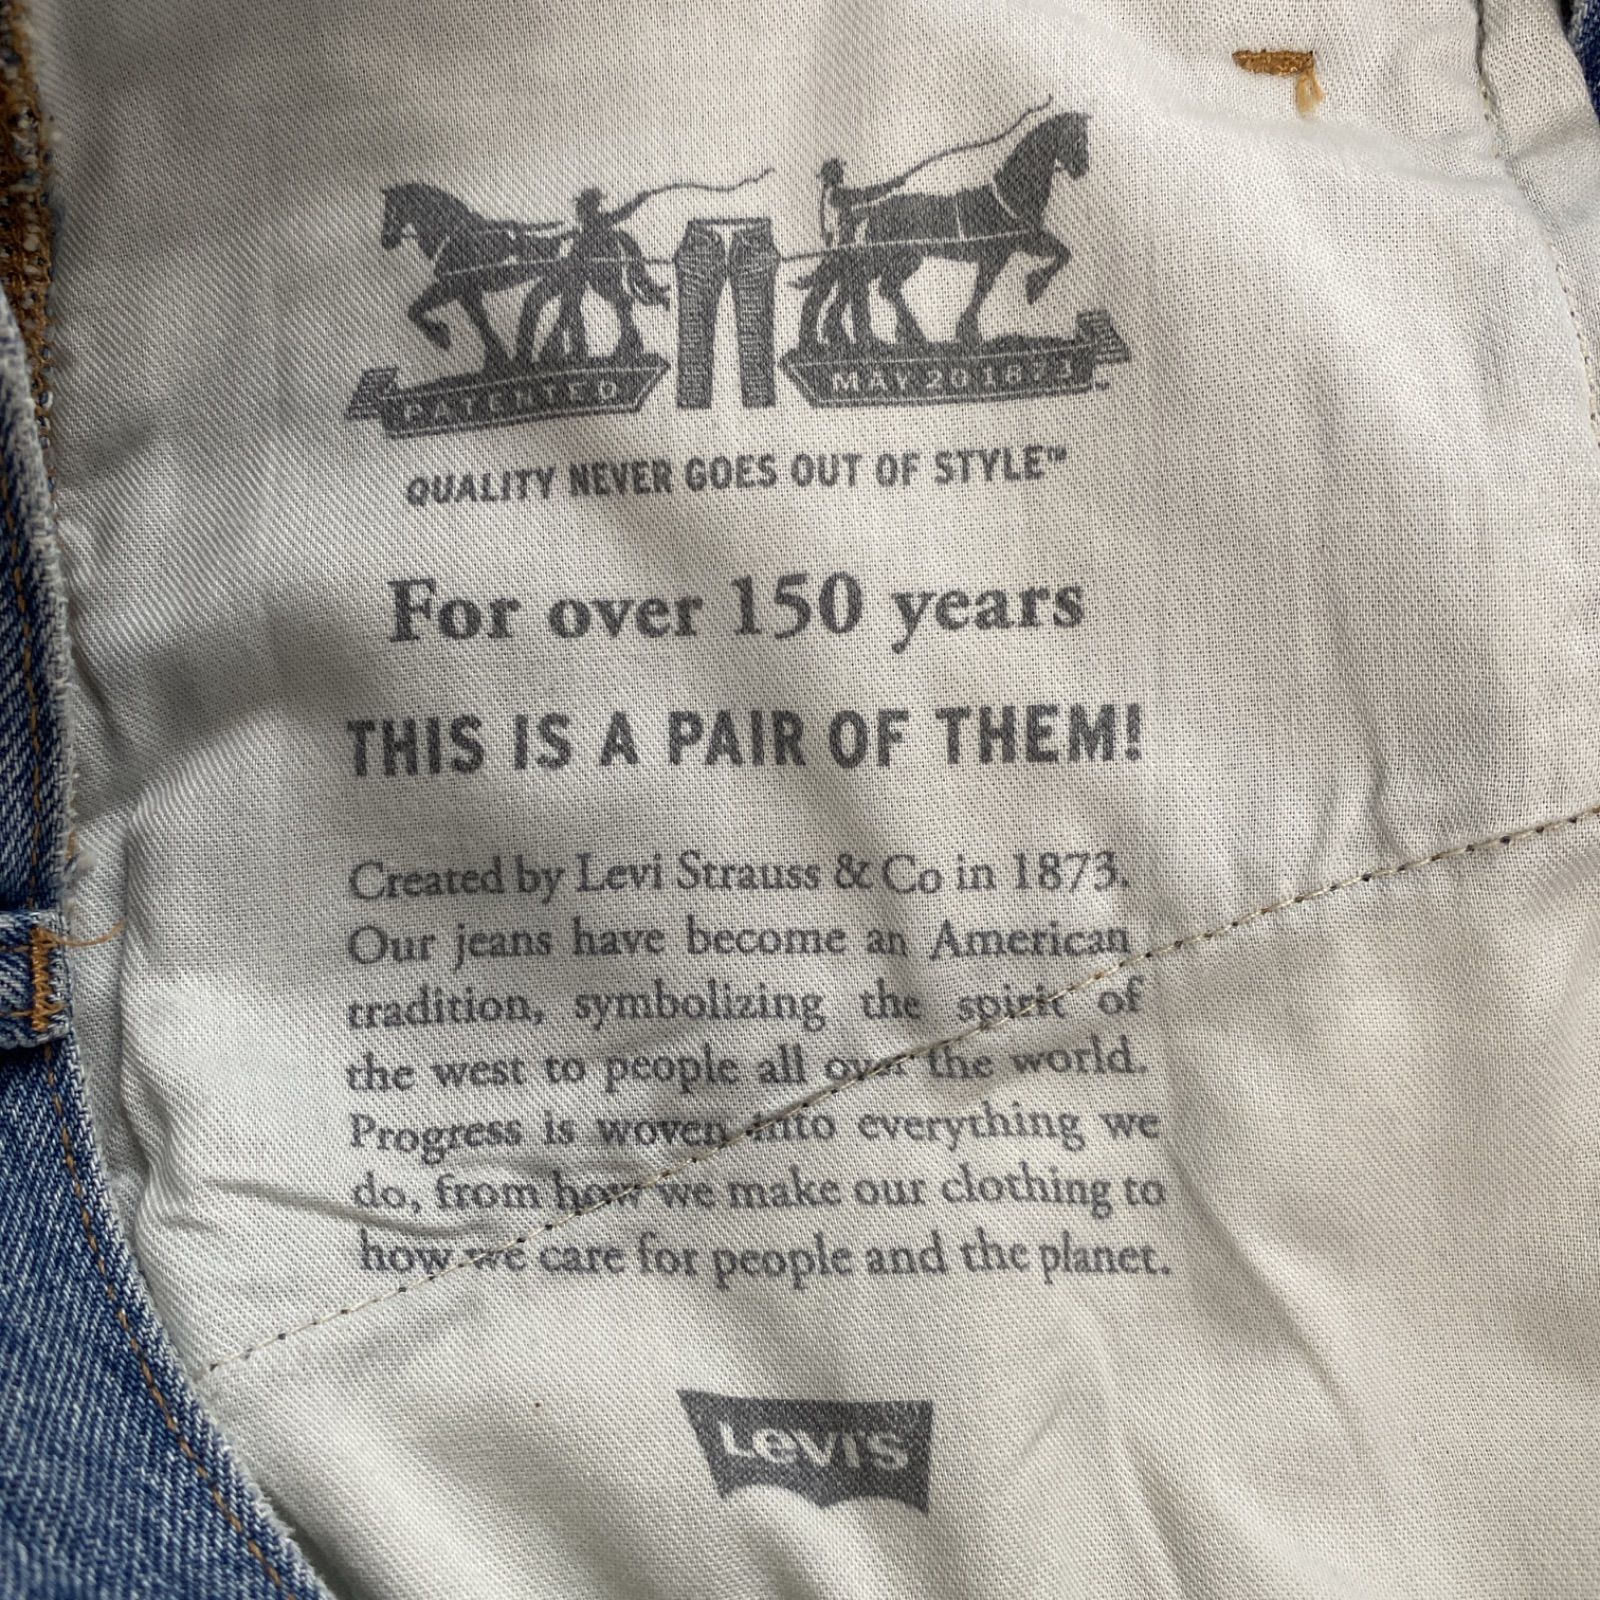 PATENTED
MAY 20 1873
QUALITY NEVER GOES OUT OF STYLE™
For over 150 years
THIS IS A PAIR OF THEM!
Created by Levi Strauss & Co in 1873.
Our jeans have become an American
tradition, symbolizing the spirit of
the west to people all over the world.
Progress is woven into everything we
do, from how we make our clothing to
how we care for people and the planet.
Levi's